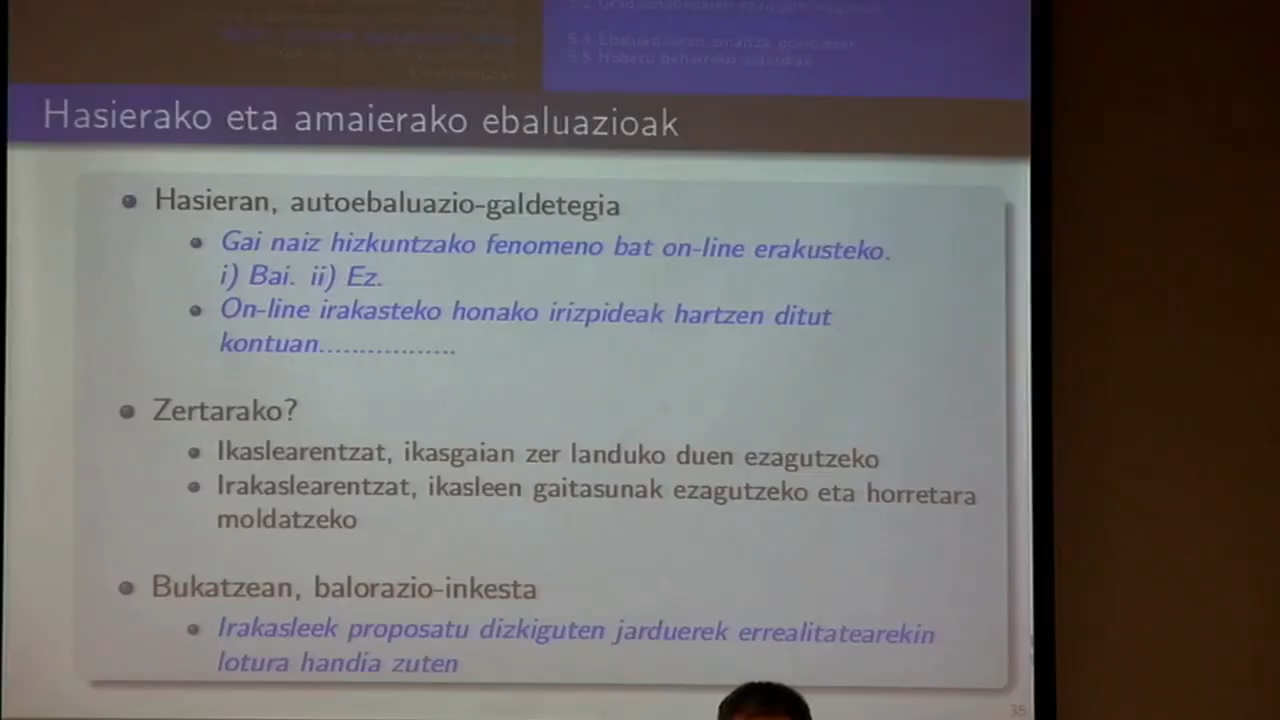 Hasierako eta amaierako ebaluazioak
Hasieran, autoebaluazio-galdetegia
Gai naiz hizkuntzako fenomeno bat on-line erakusteko.
i) Bai. ii) Ez.
On-line irakasteko honako irizpideak hartzen ditut
kontuan.................
Zertarako?
Ikaslearentzat, ikasgaian zer landuko duen ezagutzeko
Irakaslearentzat, ikasleen gaitasunak ezagutzeko eta horretara
moldatzeko
Bukatzean, balorazio-inkesta
Irakasleek proposatu dizkiguten jarduerek errealitatearekin
lotura handia zuten
35